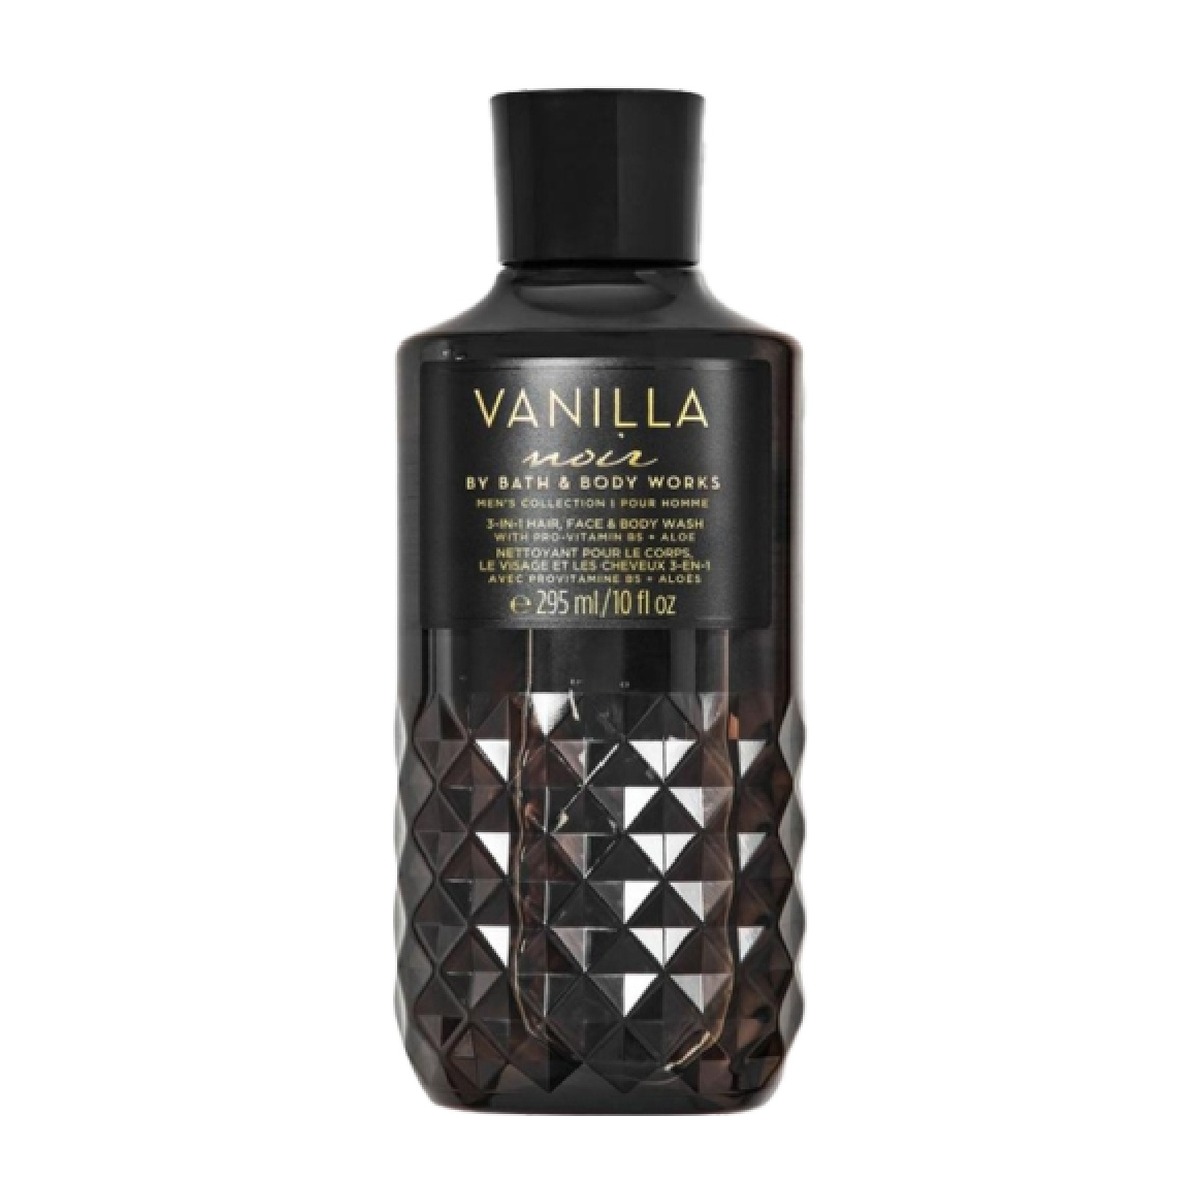 VANILLA
noir
BY BATH & BODY WORKS
MEN'S COLLECTION | POUR HOMME
3-IN-1 HAIR, FACE & BODY WASH
WITH PRO-VITAMIN B5 + ALOE
NETTOYANT POUR LE CORPS,
LE VISAGE ET LES CHEVEUX 3-EN-1
AVEC PROVITAMINE B5 + ALOÈS
℮ 295 ml/10 fl oz